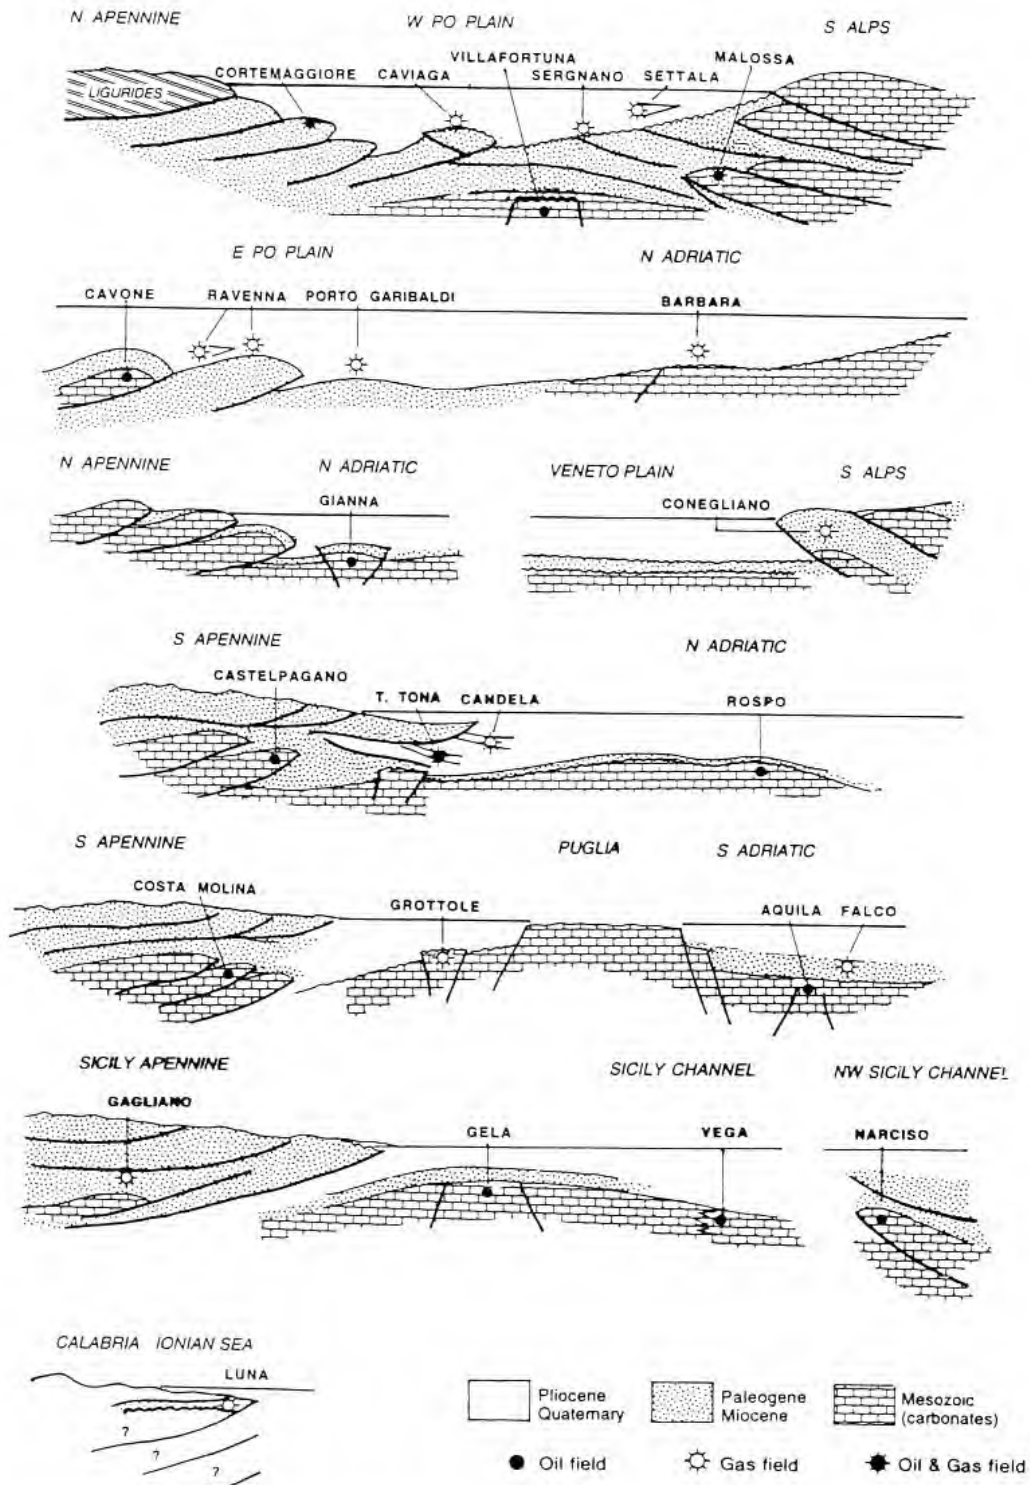 N APENNINE W PO PLAIN S ALPS
VILLAFORTUNA MALOSSA
CORTEMAGGIORE CAVIAGA SERGNANO SETTALA
LIGURIDES
E PO PLAIN N ADRIATIC
CAVONE RAVENNA PORTO GARIBALDI BARBARA
N APENNINE N ADRIATIC VENETO PLAIN S ALPS
GIANNA CONEGLIANO
S APENNINE N ADRIATIC
CASTELPAGANO
T. TONA CANDELA ROSPO
S APENNINE PUGLIA S ADRIATIC
COSTA MOLINA
GROTTOLE AQUILA FALCO
SICILY APENNINE SICILY CHANNEL NW SICILY CHANNEL
GAGLIANO
GELA VEGA NARCISO
CALABRIA IONIAN SEA
LUNA
? ? ?
Pliocene
Quaternary
Paleogene
Miocene
Mesozoic
(carbonates)
Oil field Gas field Oil & Gas field